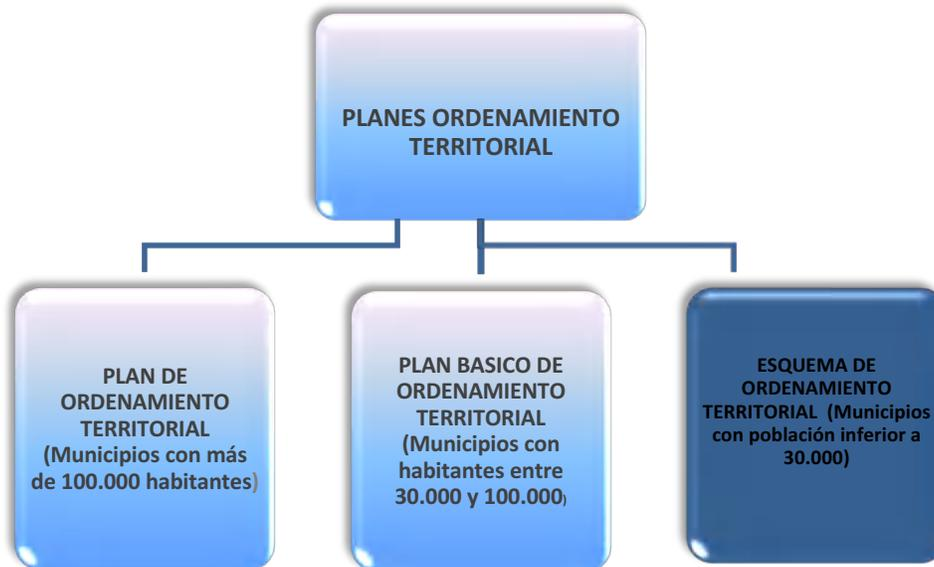 PLANES ORDENAMIENTO
TERRITORIAL
PLAN DE
ORDENAMIENTO
TERRITORIAL
(Municipios con más
de 100.000 habitantes)
PLAN BASICO DE
ORDENAMIENTO
TERRITORIAL
(Municipios con
habitantes entre
30.000 y 100.000)
ESQUEMA DE
ORDENAMIENTO
TERRITORIAL (Municipios
con población inferior a
30.000)